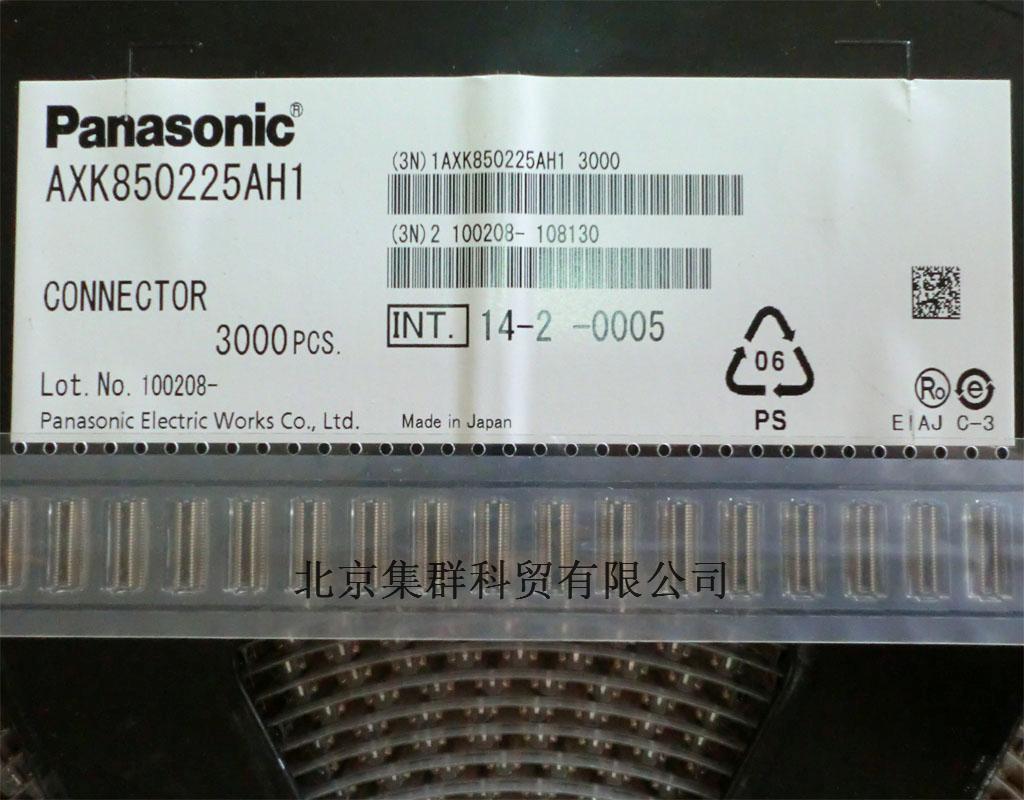 Panasonic®
AXK850225AH1
(3N)1AXK850225AH1 3000
(3N)2 100208- 108130
CONNECTOR
3000PCS.
INT. 14-2 -0005
06
PS
Lot. No. 100208-
Panasonic Electric Works Co., Ltd.
Made in Japan
Ro
e
EIAJ C-3
北京集群科贸有限公司